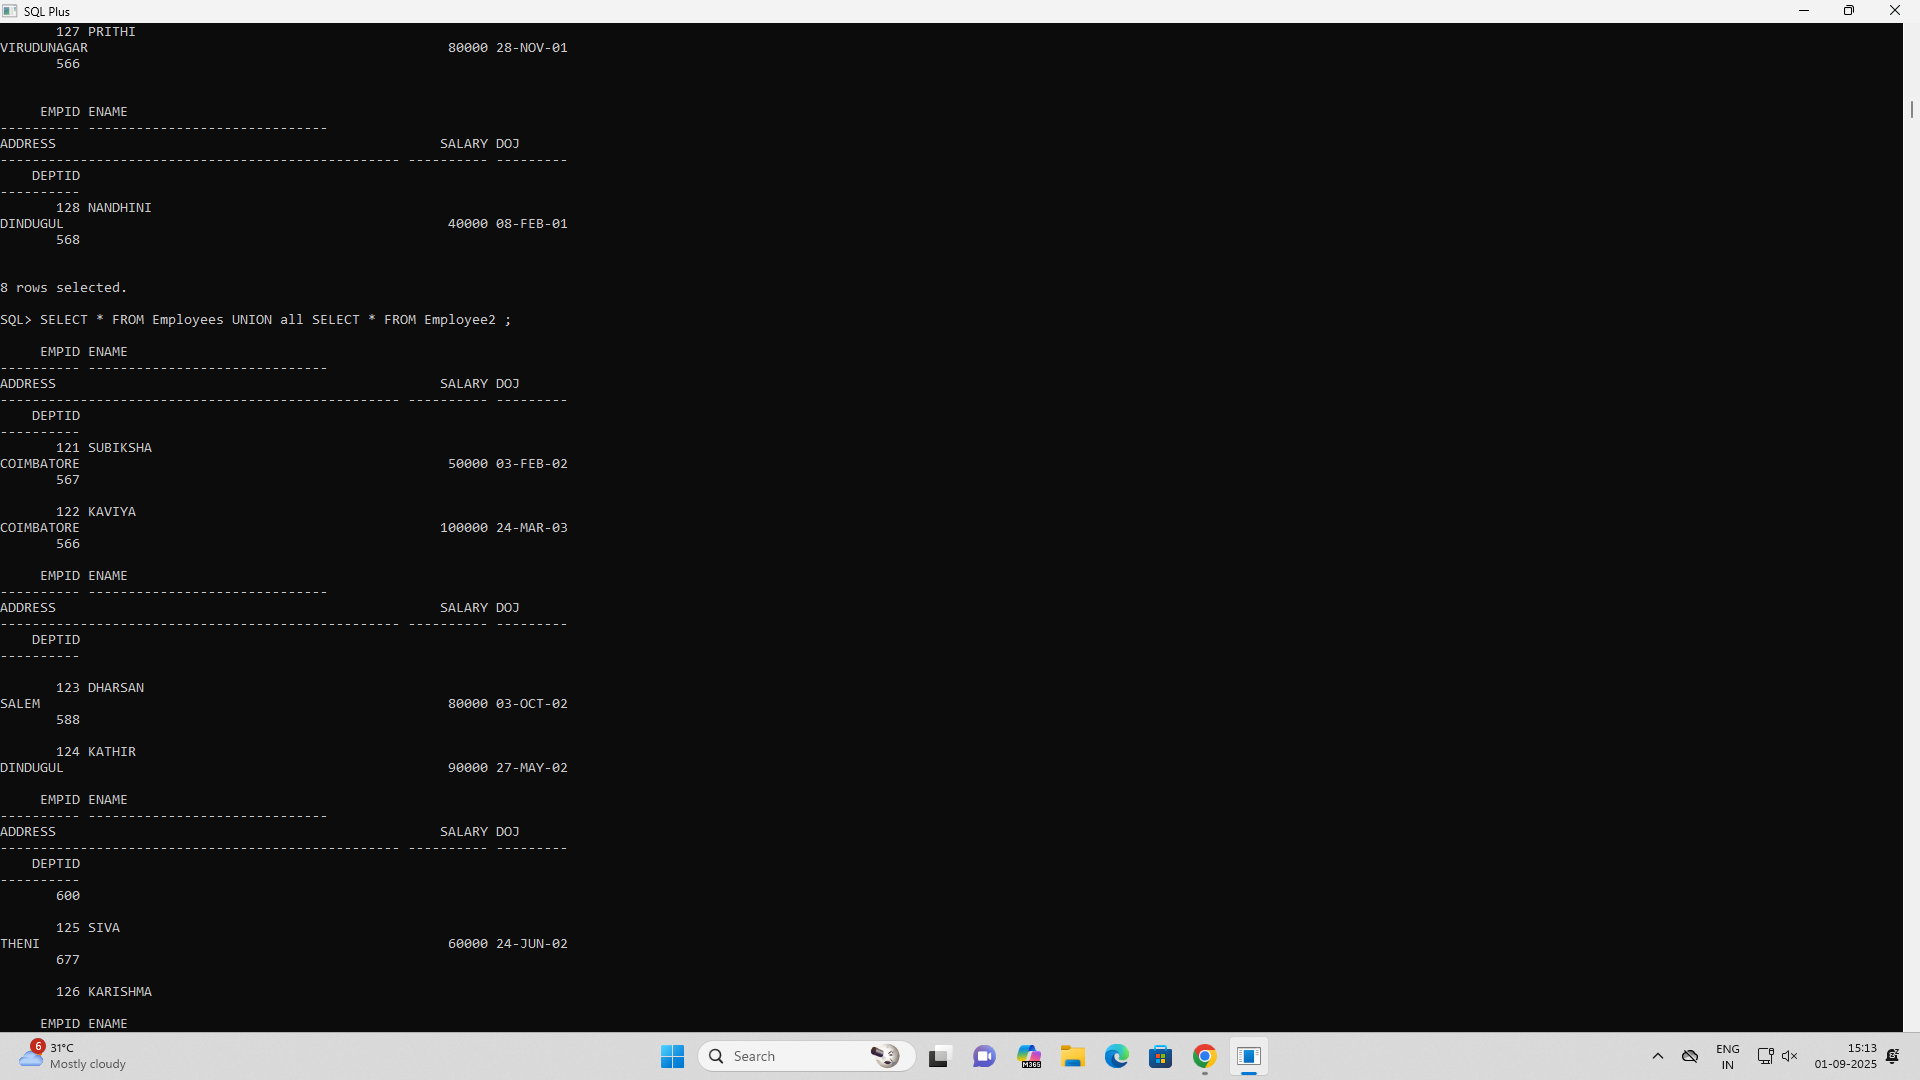 SQL Plus
       127 PRITHI
VIRUDUNAGAR                                             80000 28-NOV-01
       566
     EMPID ENAME
---------- ------------------------------
ADDRESS                                                SALARY DOJ
-------------------------------------------------- ---------- ---------
    DEPTID
----------
       128 NANDHINI
DINDUGUL                                                40000 08-FEB-01
       568
8 rows selected.
SQL> SELECT * FROM Employees UNION all SELECT * FROM Employee2 ;
     EMPID ENAME
---------- ------------------------------
ADDRESS                                                SALARY DOJ
-------------------------------------------------- ---------- ---------
    DEPTID
----------
       121 SUBIKSHA
COIMBATORE                                              50000 03-FEB-02
       567
       122 KAVIYA
COIMBATORE                                             100000 24-MAR-03
       566
     EMPID ENAME
---------- ------------------------------
ADDRESS                                                SALARY DOJ
-------------------------------------------------- ---------- ---------
    DEPTID
----------
       123 DHARSAN
SALEM                                                   80000 03-OCT-02
       588
       124 KATHIR
DINDUGUL                                                90000 27-MAY-02
     EMPID ENAME
---------- ------------------------------
ADDRESS                                                SALARY DOJ
-------------------------------------------------- ---------- ---------
    DEPTID
----------
       600
       125 SIVA
THENI                                                   60000 24-JUN-02
       677
       126 KARISHMA
     EMPID ENAME
6
31°C
Mostly cloudy
Search
M365
ENG
IN
15:13
01-09-2025